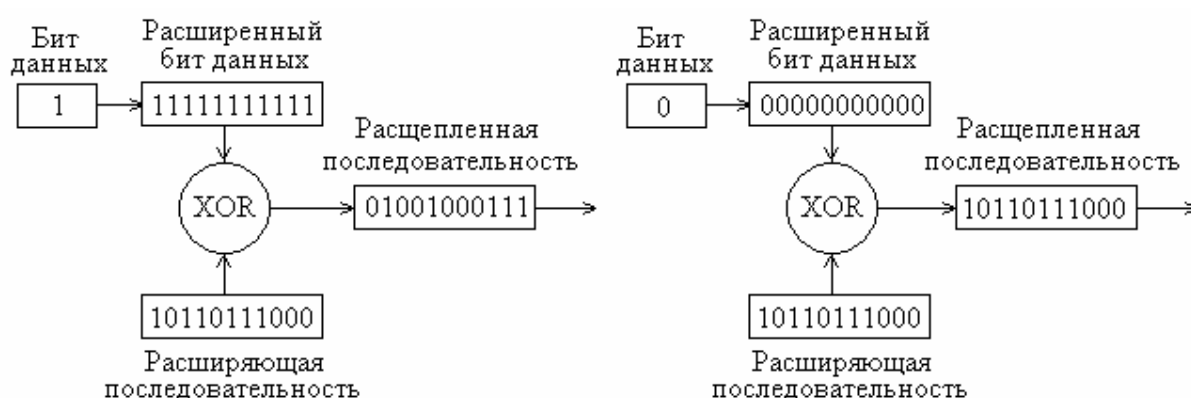 Бит
данных
Расширенный
бит данных
1
11111111111
Расщепленная
последовательность
XOR
01001000111
10110111000
Расширяющая
последовательность
Бит
данных
Расширенный
бит данных
0
00000000000
Расщепленная
последовательность
XOR
10110111000
10110111000
Расширяющая
последовательность